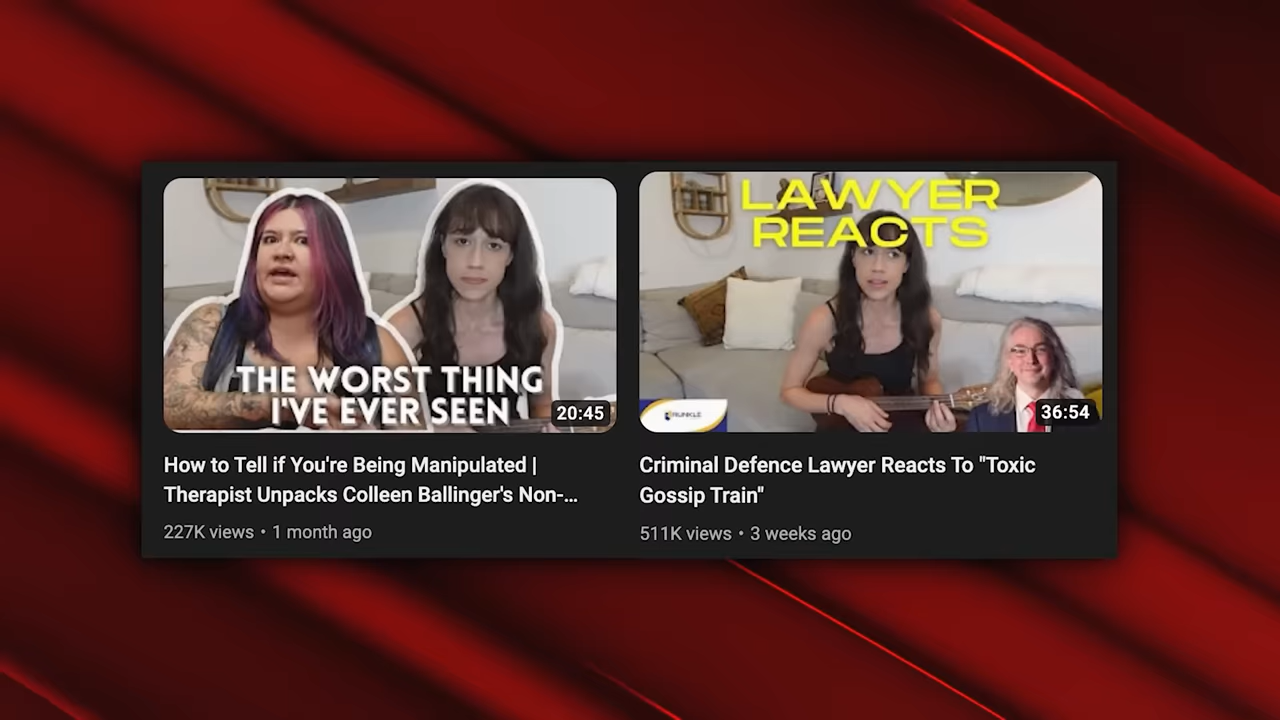 THE WORST THING
I'VE EVER SEEN
20:45
How to Tell if You're Being Manipulated |
Therapist Unpacks Colleen Ballinger's Non-...
227K views • 1 month ago
LAWYER
REACTS
RUNKLE
36:54
Criminal Defence Lawyer Reacts To "Toxic
Gossip Train"
511K views • 3 weeks ago